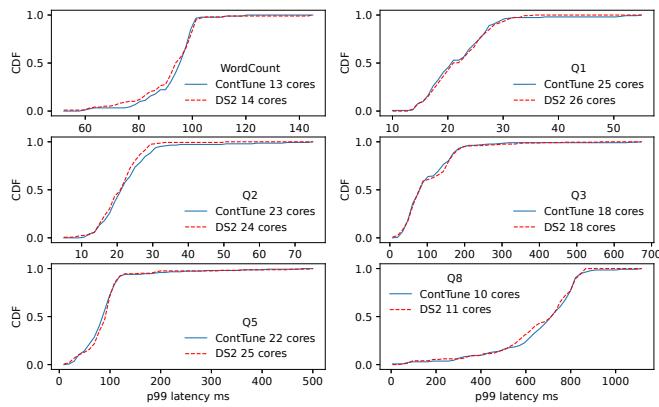 1.0
0.5
0.0
CDF
WordCount
ContTune 13 cores
DS2 14 cores
60
80
100
120
140
1.0
0.5
0.0
CDF
Q1
ContTune 25 cores
DS2 26 cores
10
20
30
40
50
1.0
0.5
0.0
CDF
Q2
ContTune 23 cores
DS2 24 cores
10
20
30
40
50
60
70
1.0
0.5
0.0
CDF
Q3
ContTune 18 cores
DS2 18 cores
0
100
200
300
400
500
600
700
1.0
0.5
0.0
CDF
Q5
ContTune 22 cores
DS2 25 cores
0
100
200
300
400
500
p99 latency ms
1.0
0.5
0.0
CDF
Q8
ContTune 10 cores
DS2 11 cores
0
200
400
600
800
1000
p99 latency ms